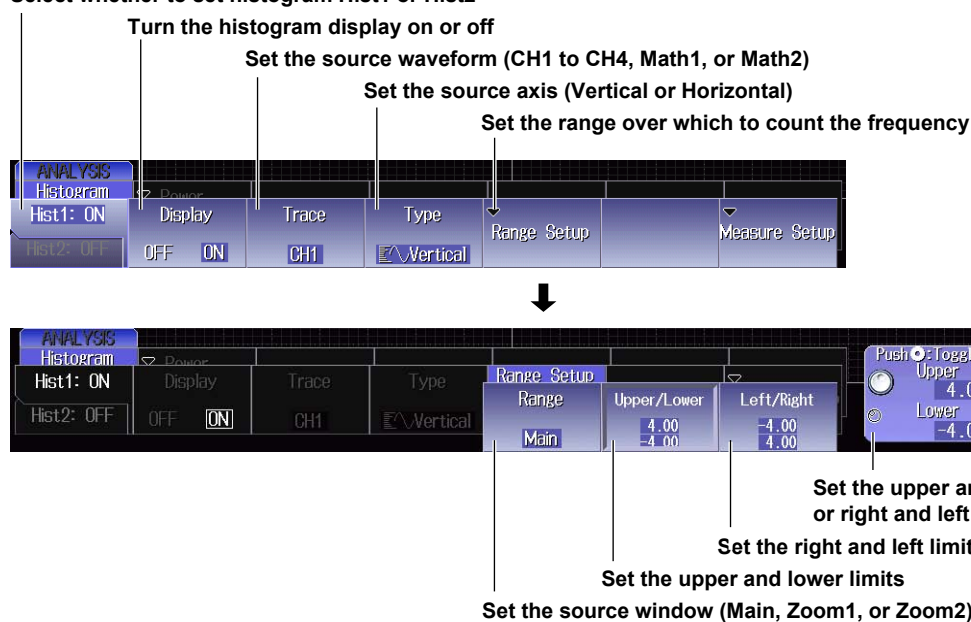 Select whether to set histogram Hist1 or Hist2
Turn the histogram display on or off
Set the source waveform (CH1 to CH4, Math1, or Math2)
Set the source axis (Vertical or Horizontal)
Set the range over which to count the frequency
ANALYSIS
Histogram
Power
Hist1: ON
Display
Trace
Type
Range Setup
Measure Setup
Hist2: OFF
OFF ON
CH1
Vertical
ANALYSIS
Histogram
Power
Range Setup
Hist1: ON
Display
Trace
Type
Range
Upper/Lower
Left/Right
Hist2: OFF
OFF ON
CH1
Vertical
Main
4.00
-4.00
-4.00
4.00
Push :Toggl
Upper
4.0
Lower
-4.0
Set the upper a
or right and left
Set the right and left limit
Set the upper and lower limits
Set the source window (Main, Zoom1, or Zoom2)